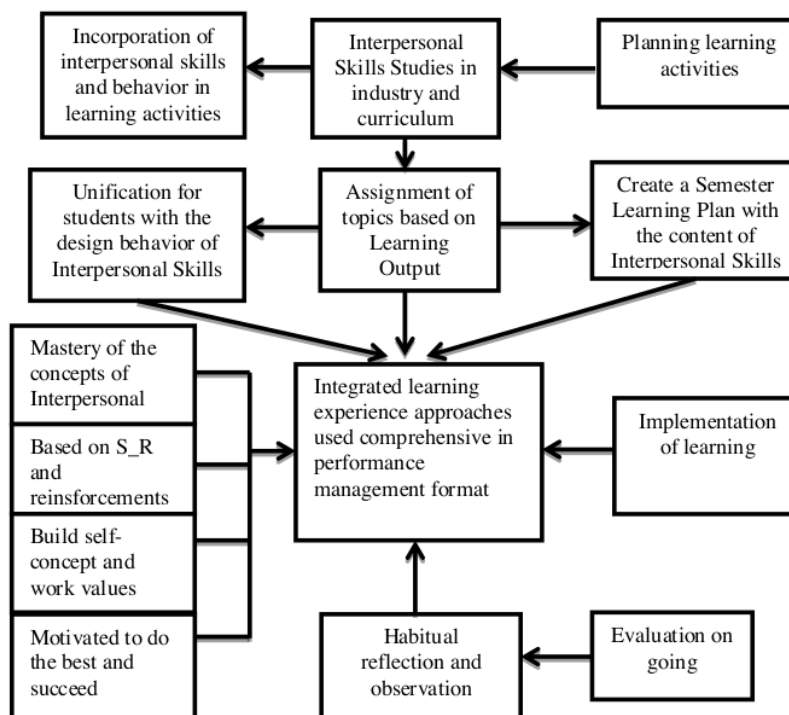 Incorporation of
interpersonal skills
and behavior in
learning activities
Interpersonal
Skills Studies in
industry and
curriculum
Planning learning
activities
Unification for
students with the
design behavior of
Interpersonal Skills
Assignment of
topics based on
Learning
Output
Create a Semester
Learning Plan with
the content of
Interpersonal Skills
Mastery of the
concepts of
Interpersonal
Based on S_R
and
reinforcements
Build self-
concept and
work values
Motivated to do
the best and
succeed
Integrated learning
experience approaches
used comprehensive in
performance
management format
Implementation
of learning
Habitual
reflection and
observation
Evaluation on
going